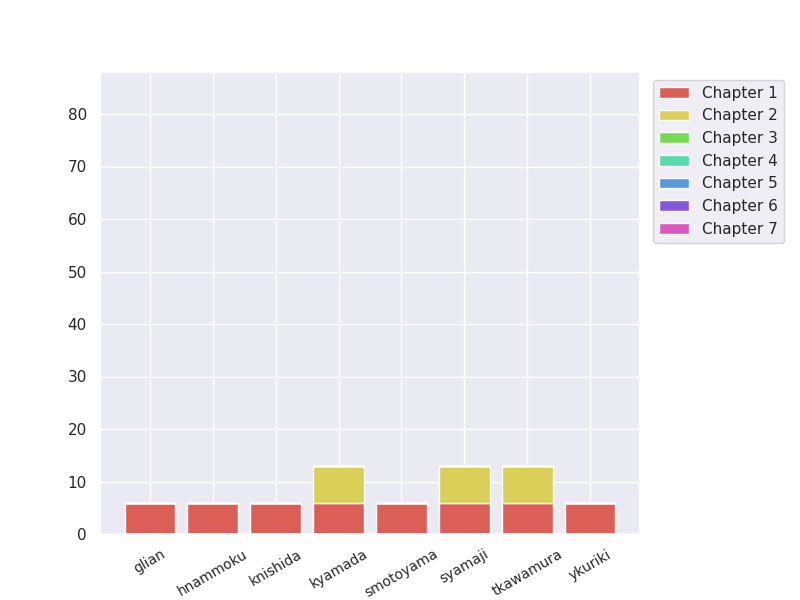 80
70
60
50
40
30
20
10
0
glian
hnammoku
knishida
kyamada
smotoyama
syamaji
tkawamura
ykuriki
Chapter 1
Chapter 2
Chapter 3
Chapter 4
Chapter 5
Chapter 6
Chapter 7